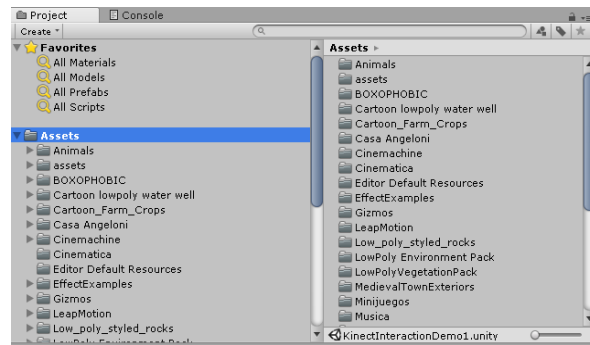 Project
Console
Create
Favorites
All Materials
All Models
All Prefabs
All Scripts
Assets
Animals
assets
BOXOPHOBIC
Cartoon lowpoly water well
Cartoon_Farm_Crops
Casa Angeloni
Cinemachine
Cinematica
Editor Default Resources
EffectExamples
Gizmos
LeapMotion
Low_poly_styled_rocks
LowPoly Environment Pack
Assets
Animals
assets
BOXOPHOBIC
Cartoon lowpoly water well
Cartoon_Farm_Crops
Casa Angeloni
Cinemachine
Cinematica
Editor Default Resources
EffectExamples
Gizmos
LeapMotion
Low_poly_styled_rocks
LowPoly Environment Pack
LowPolyVegetationPack
MedievalTownExteriors
Minijuegos
Musica
KinectInteractionDemo1.unity